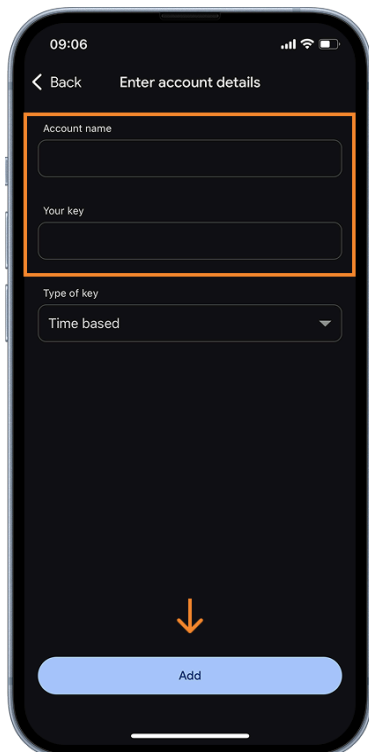 09:06
Back Enter account details
Account name
Your key
Type of key
Time based
Add